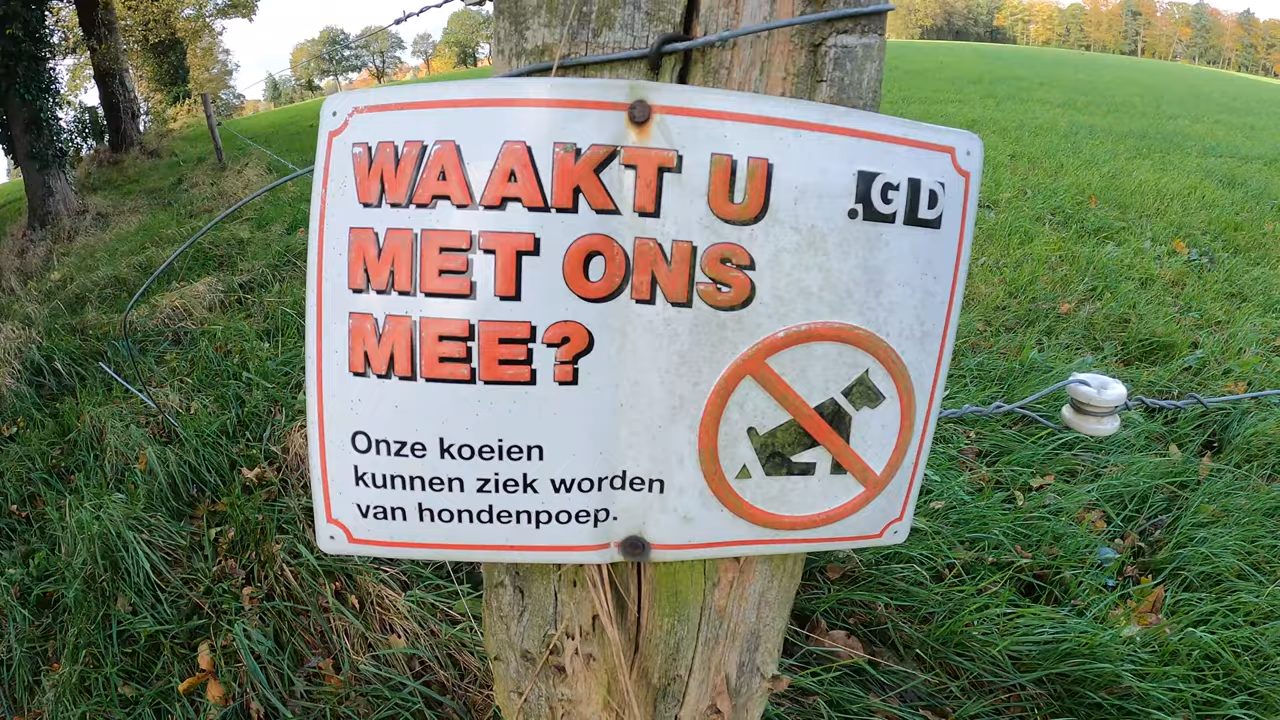 WAAKT U
MET ONS
MEE?
.GD
Onze koeien
kunnen ziek worden
van hondenpoep.